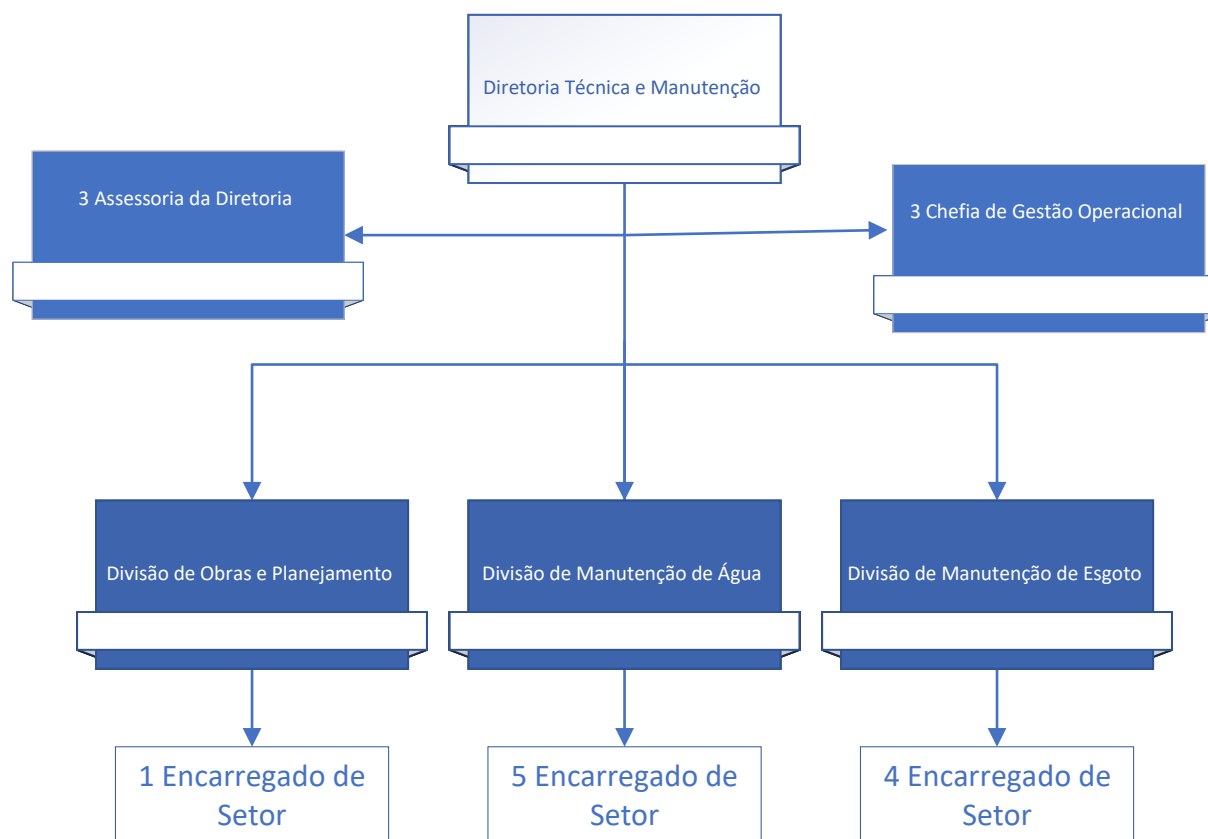 Diretoria Técnica e Manutenção
3 Assessoria da Diretoria
3 Chefia de Gestão Operacional
Divisão de Obras e Planejamento
Divisão de Manutenção de Água
Divisão de Manutenção de Esgoto
1 Encarregado de
Setor
5 Encarregado de
Setor
4 Encarregado de
Setor